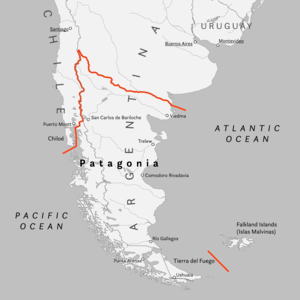 URUGUAY
Santiago
Buenos Aires
Montevideo
CHILE
ARGENTINA
Viedma
San Carlos de Bariloche
Puerto Montt
Chiloé
ATLANTIC
OCEAN
Trelew
Patagonia
Comodoro Rivadavia
PACIFIC
OCEAN
Falkland Islands
(Islas Malvinas)
Río Gallegos
Tierra del Fuego
Punta Arenas
Ushuaia